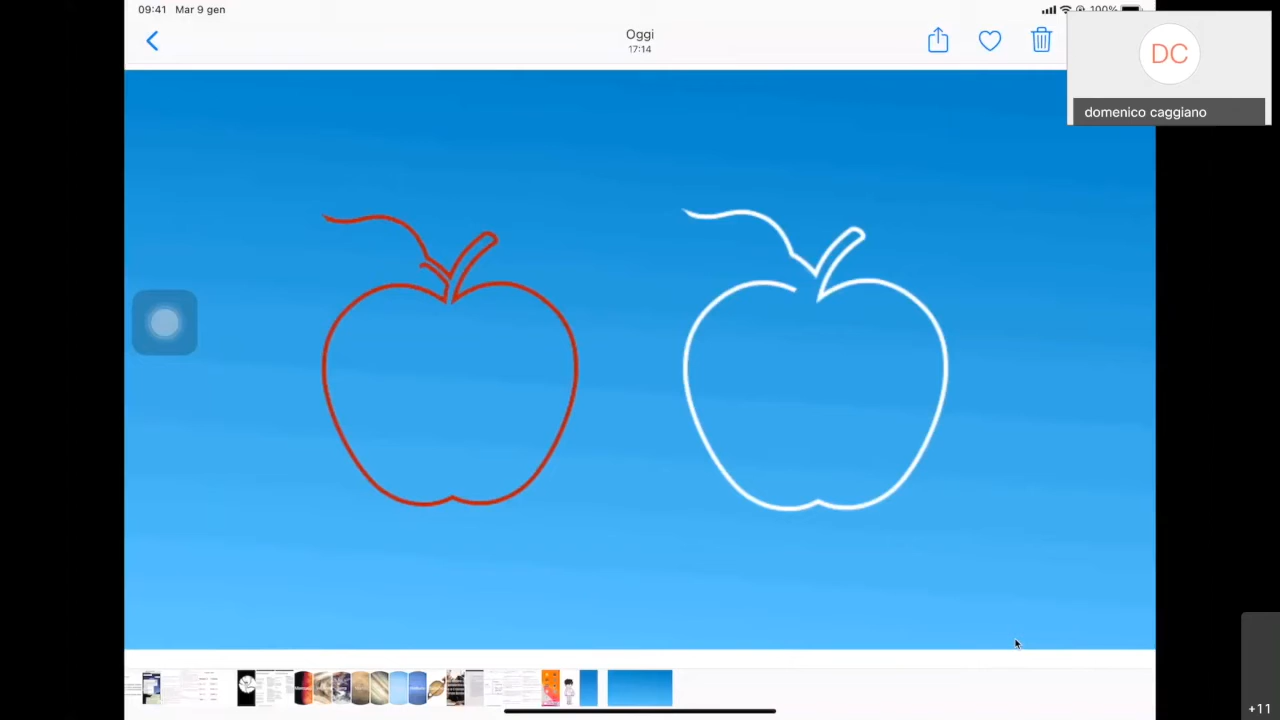 09:41 Mar 9 gen
100%
Oggi
17:14
DC
domenico caggiano
+11